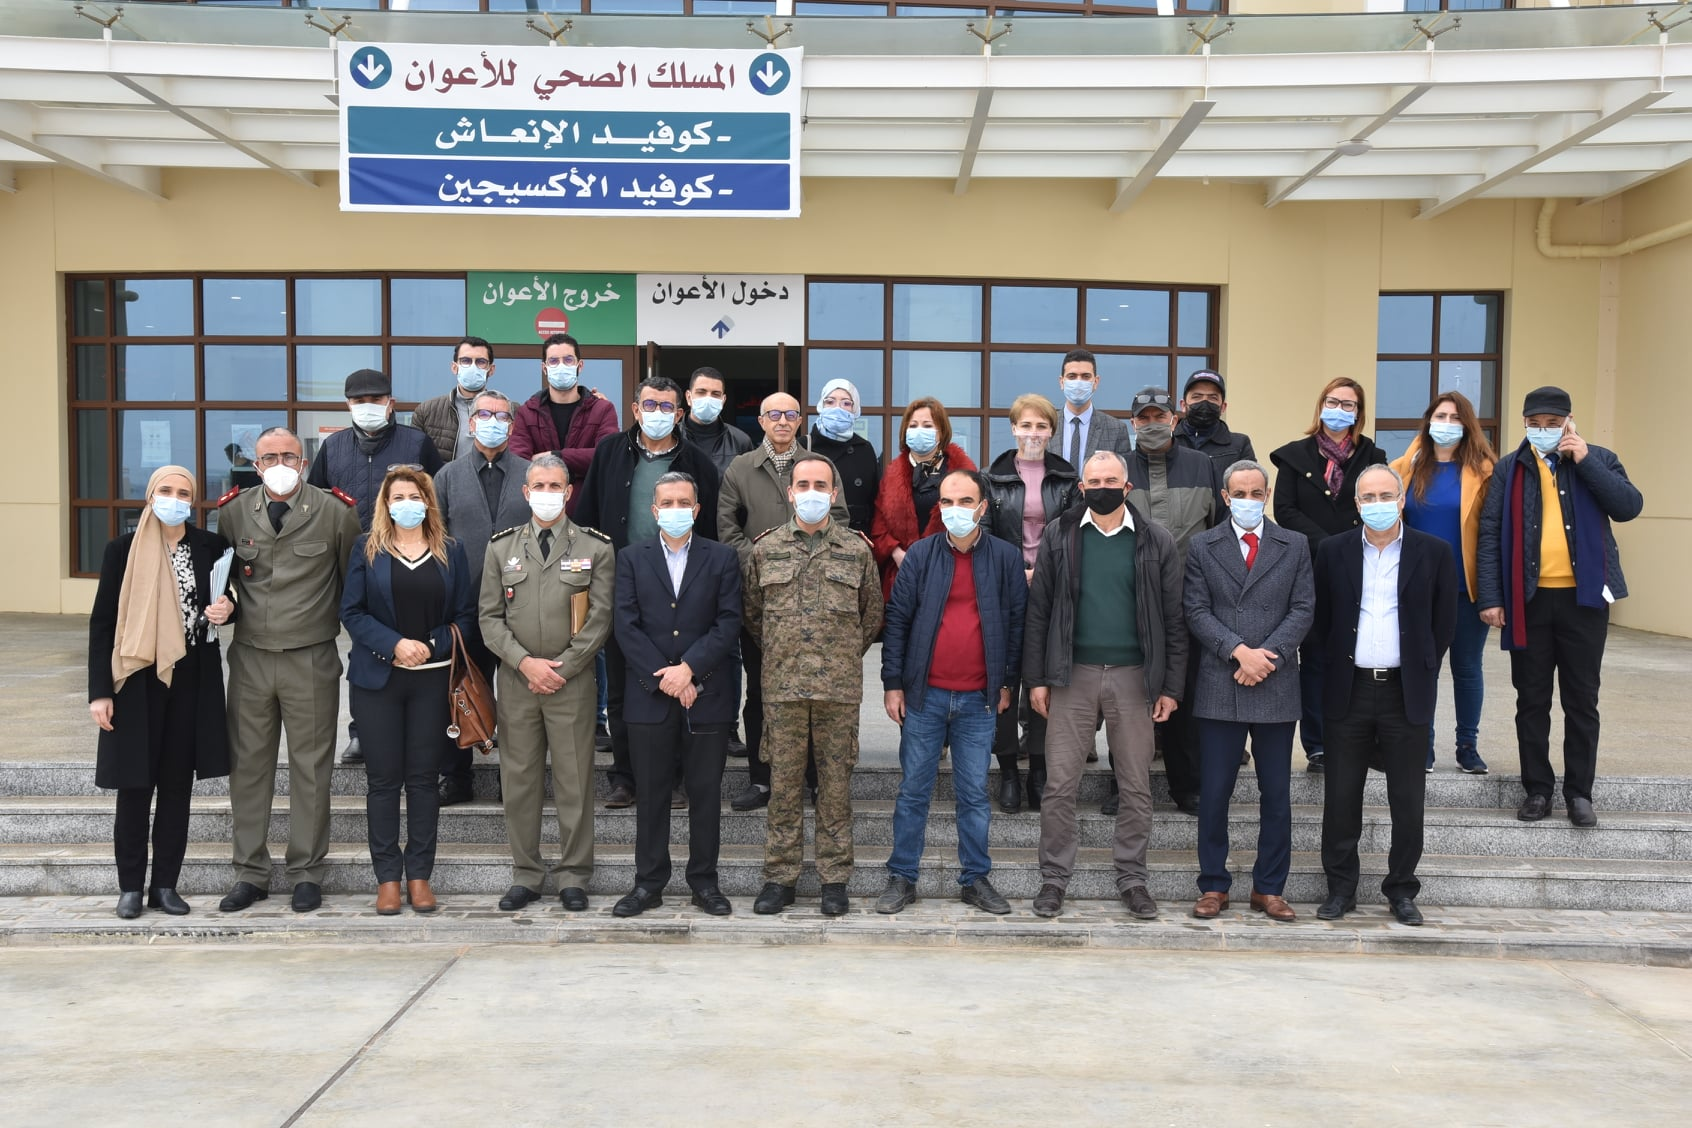 المسلك الصحي للأعوان
-كوفيد الإنعاش
-كوفيد الأكسيجين
دخول الأعوان
خروج الأعوان